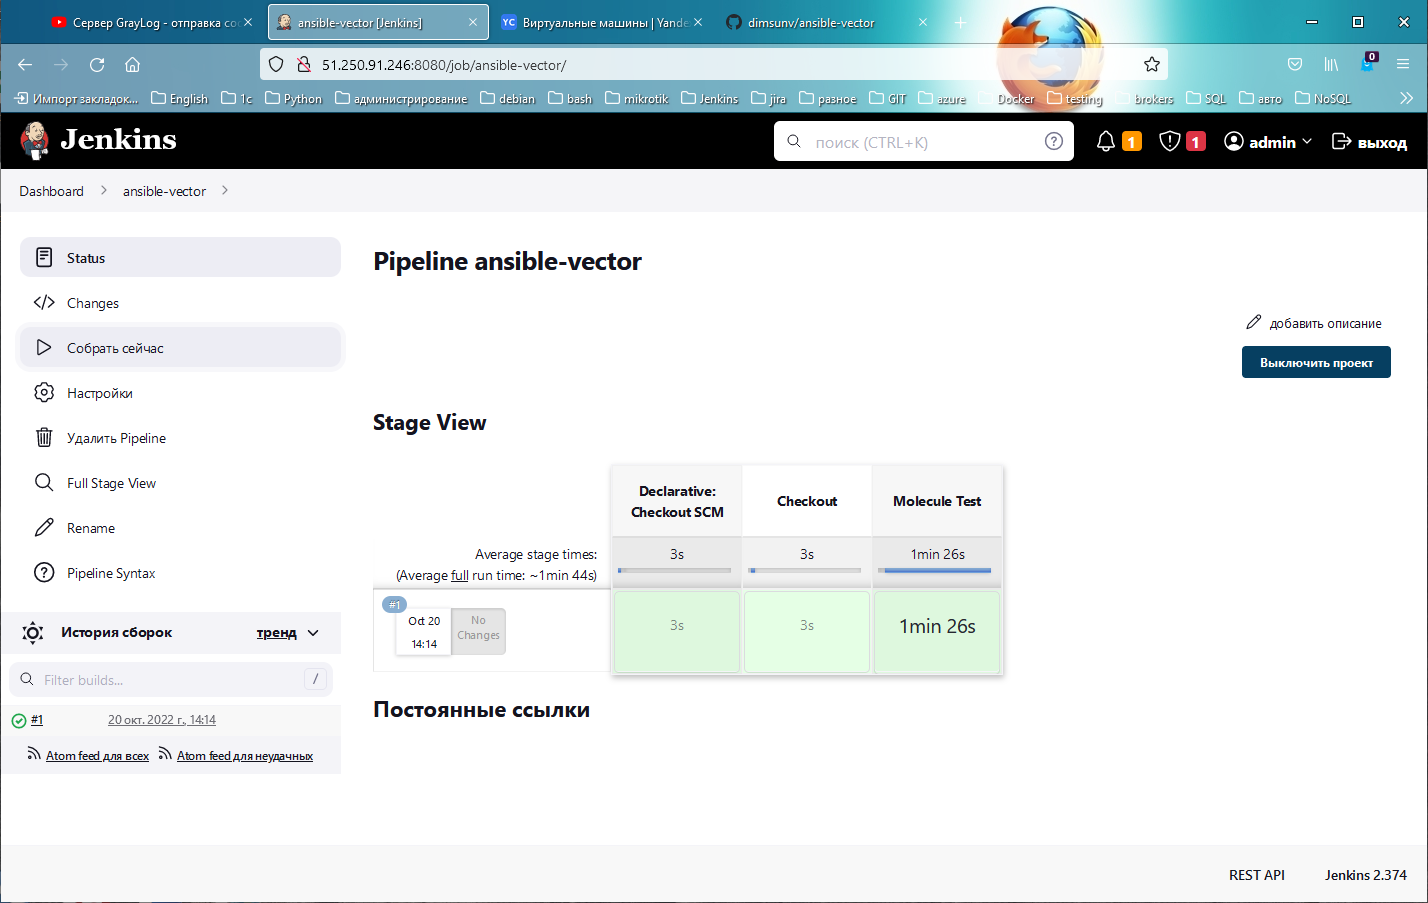 Сервер GrayLog - отправка соо
ansible-vector [Jenkins]
YC Виртуальные машины | Yande
dimsunv/ansible-vector
51.250.91.246:8080/job/ansible-vector/
0
Импорт закладок... English 1c Python администрирование debian bash mikrotik Jenkins jira разное GIT azure Docker testing brokers SQL авто NoSQL
Jenkins
поиск (CTRL+K)
1
1
admin
выход
Dashboard ansible-vector
Status
Changes
Собрать сейчас
Настройки
Удалить Pipeline
Full Stage View
Rename
Pipeline Syntax
История сборок тренд
Filter builds... /
#1 20 окт. 2022 г., 14:14
Atom feed для всех Atom feed для неудачных
Pipeline ansible-vector
добавить описание
Выключить проект
Stage View
Declarative: Checkout SCM
Checkout
Molecule Test
Average stage times: 3s 3s 1min 26s
(Average full run time: ~1min 44s)
#1
Oct 20
14:14
No Changes
3s 3s 1min 26s
Постоянные ссылки
REST API Jenkins 2.374